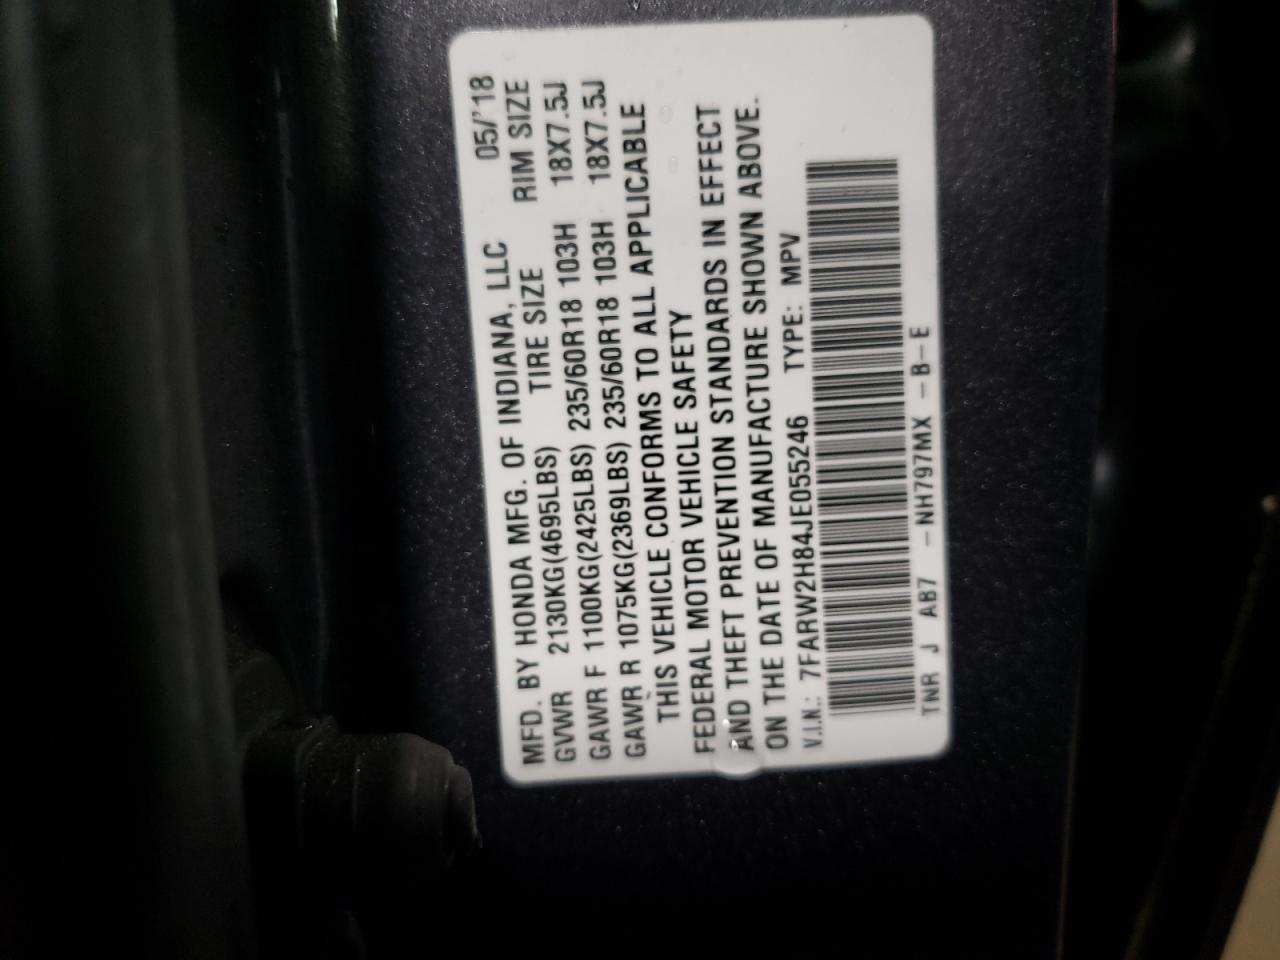 MFD. BY HONDA MFG. OF INDIANA, LLC 05/'18
GVWR 2130KG(4695LBS) TIRE SIZE RIM SIZE
GAWR F 1100KG(2425LBS) 235/60R18 103H 18X7.5J
GAWR R 1075KG(2369LBS) 235/60R18 103H 18X7.5J
THIS VEHICLE CONFORMS TO ALL APPLICABLE
FEDERAL MOTOR VEHICLE SAFETY
AND THEFT PREVENTION STANDARDS IN EFFECT
ON THE DATE OF MANUFACTURE SHOWN ABOVE.
V.I.N.: 7FARW2H84JE055246 TYPE: MPV
TNR J AB7 -NH797MX -B-E